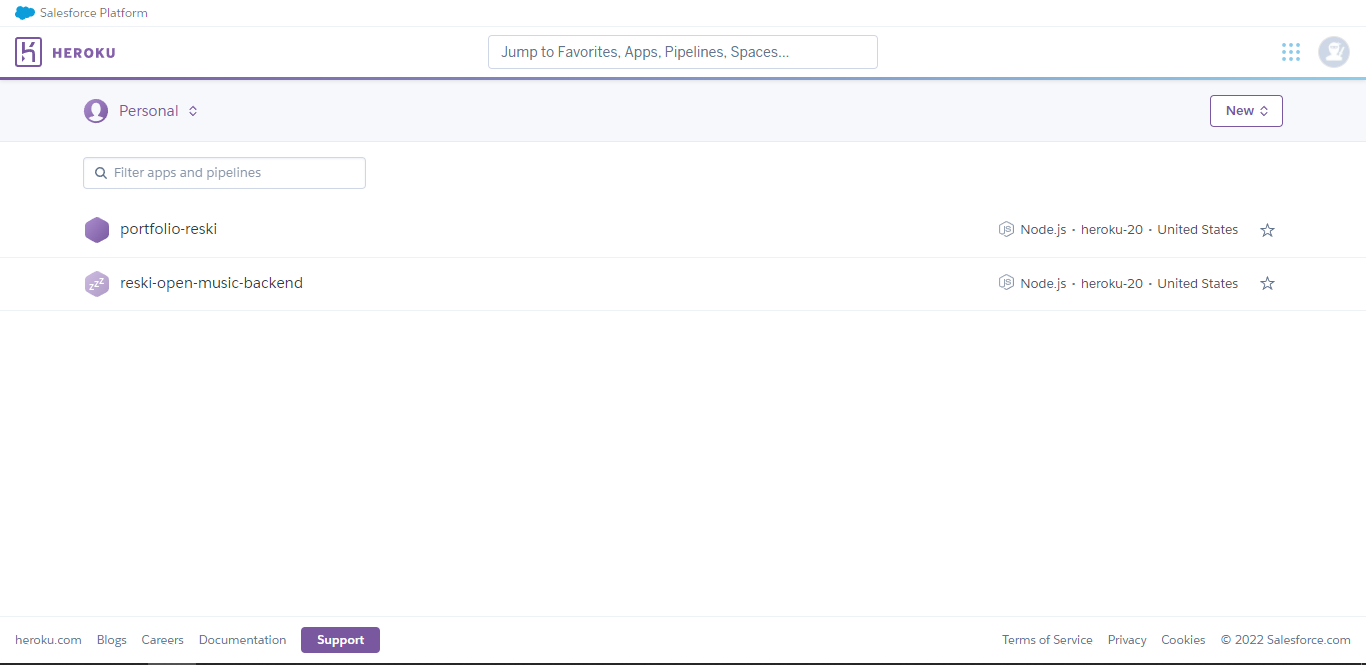 Salesforce Platform
HEROKU
Jump to Favorites, Apps, Pipelines, Spaces...
Personal
New
Filter apps and pipelines
portfolio-reski
Node.js · heroku-20 · United States
zzz
reski-open-music-backend
Node.js · heroku-20 · United States
heroku.com Blogs Careers Documentation Support
Terms of Service Privacy Cookies © 2022 Salesforce.com